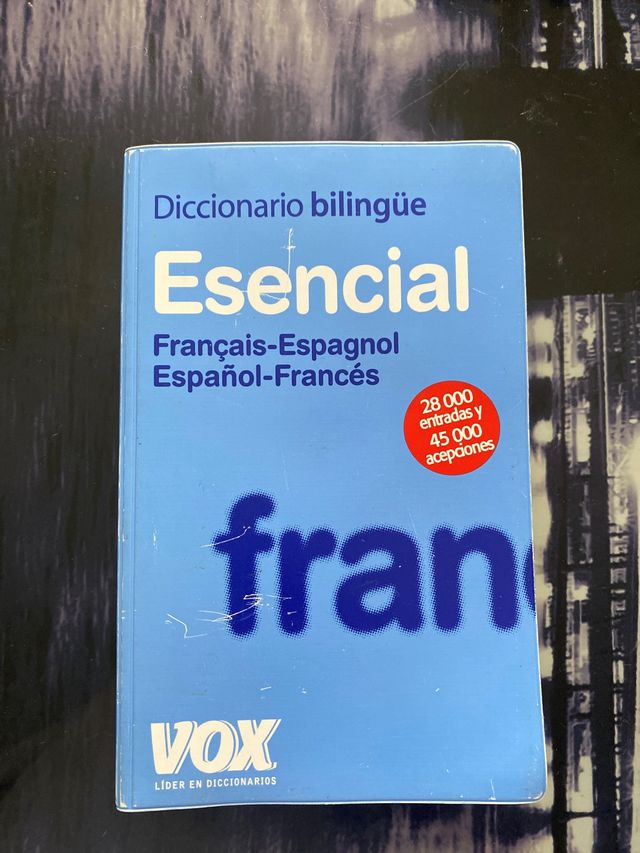 Diccionario bilingüe
Esencial
Français-Espagnol
Español-Francés
28 000
entradas y
45 000
acepciones
franc
VOX
LÍDER EN DICCIONARIOS